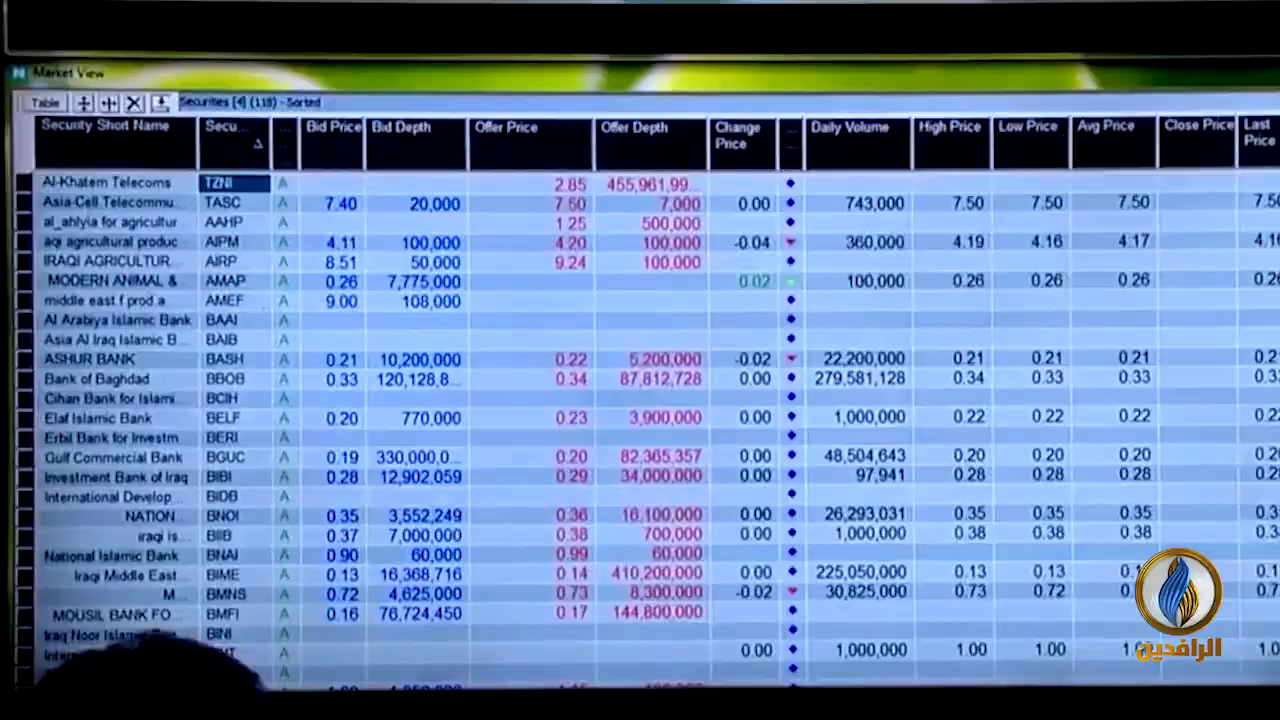 Market View
Table Securities [4] (118) - Sorted
Security Short Name Secu... ... Bid Price Bid Depth Offer Price Offer Depth Change Price ... Daily Volume High Price Low Price Avg Price Close Price Last Price
Al-Khatem Telecoms TZNI A 2.85 455,961,99...
Asia-Cell Telecommu... TASC A 7.40 20,000 7.50 7,000 0.00 743,000 7.50 7.50 7.50 7.50
al_ahlyia for agricultur AAHP A 1.25 500,000
aqi agricultural produc AIPM A 4.11 100,000 4.20 100,000 -0.04 360,000 4.19 4.16 4.17
IRAQI AGRICULTUR... AIRP A 8.51 50,000 9.24 100,000
MODERN ANIMAL & AMAP A 0.26 7,775,000 0.02 100,000 0.26 0.26 0.26
middle east f prod a AMEF A 9.00 108,000
Al Arabiya Islamic Bank BAAI A
Asia Al Iraq Islamic B... BAIB A
ASHUR BANK BASH A 0.21 10,200,000 0.22 5,200,000 -0.02 22,200,000 0.21 0.21 0.21
Bank of Baghdad BBOB A 0.33 120,128,8... 0.34 87,812,728 0.00 279,581,128 0.34 0.33 0.33
Cihan Bank for Islami... BCIH A
Elaf Islamic Bank BELF A 0.20 770,000 0.23 3,900,000 0.00 1,000,000 0.22 0.22 0.22
Erbil Bank for Investm BERI A
Gulf Commercial Bank BGUC A 0.19 330,000,0... 0.20 82,365,357 0.00 48,504,643 0.20 0.20 0.20
Investment Bank of Iraq BIBI A 0.28 12,902,059 0.29 34,000,000 0.00 97,941 0.28 0.28 0.28
International Develop... BIDB A
NATION... BNOI A 0.35 3,552,249 0.36 16,100,000 0.00 26,293,031 0.35 0.35 0.35
iraqi is... BIIB A 0.37 7,000,000 0.38 700,000 0.00 1,000,000 0.38 0.38 0.38
National Islamic Bank BNAI A 0.90 60,000 0.99 60,000
Iraqi Middle East... BIME A 0.13 16,368,716 0.14 410,200,000 0.00 225,050,000 0.13 0.13
M... BMNS A 0.72 4,625,000 0.73 8,300,000 -0.02 30,825,000 0.73 0.72
MOUSIL BANK FO... BMFI A 0.16 76,724,450 0.17 144,800,000
Iraq Noor Islamic BINI A
0.00 1,000,000 1.00 1.00
A
الرافدين